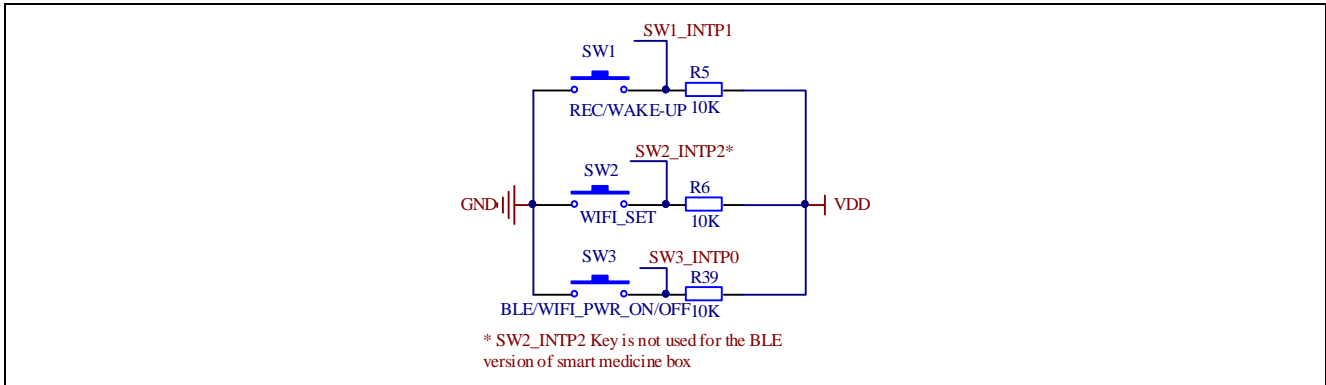 SW1_INTP1
SW1
R5
REC/WAKE-UP
10K
SW2_INTP2*
SW2
R6
GND
VDD
WIFI_SET
10K
SW3_INTP0
SW3
R39
BLE/WIFI_PWR_ON/OFF
10K
* SW2_INTP2 Key is not used for the BLE
version of smart medicine box